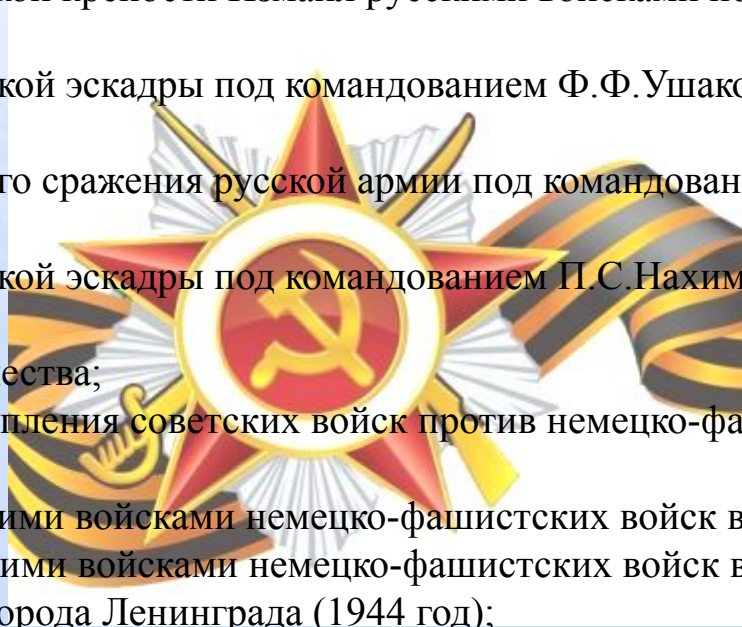 кой крепости Измаил русскими войсками
кой эскадры под командованием Ф.Ф.Ушако
го сражения русской армии под командован
кой эскадры под командованием П.С.Нахим
ества;
пления советских войск против немецко-фа
ими войсками немецко-фашистских войск в
ими войсками немецко-фашистских войск в
орода Ленинграда (1944 год);